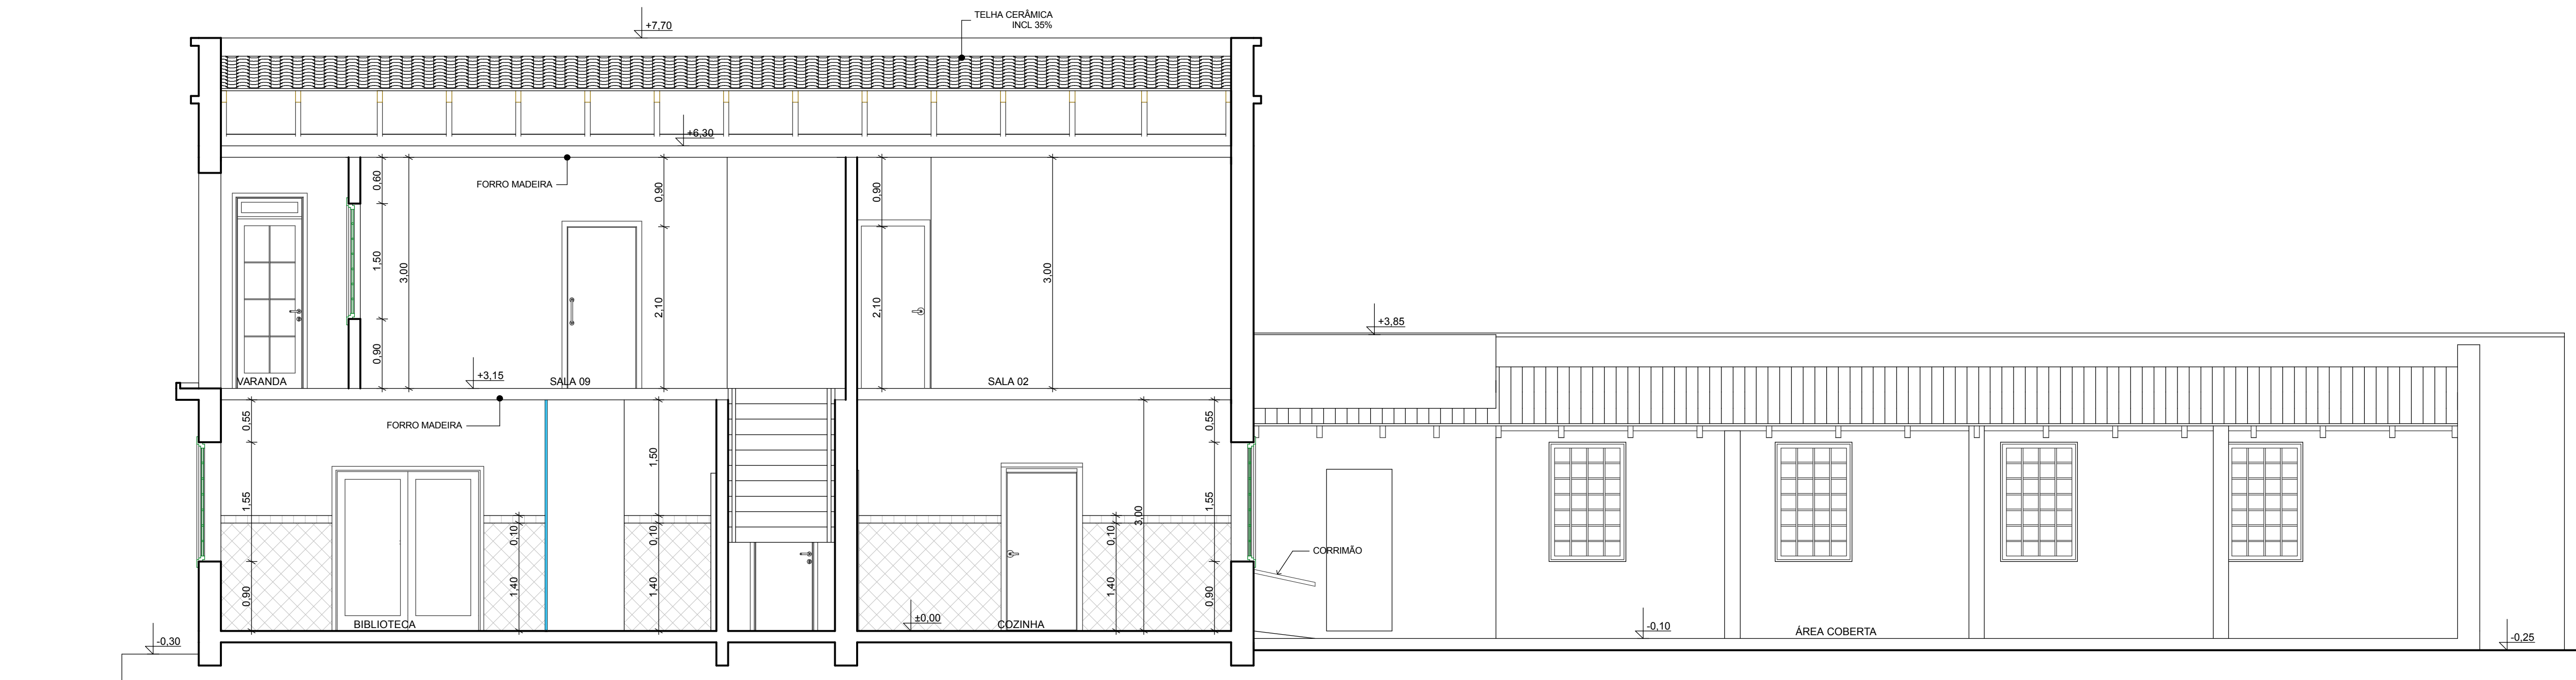 TELHA CERÂMICA
INCL 35%
+7,70
+6,30
FORRO MADEIRA
0,60
1,50
0,90
3,00
0,90
2,10
0,90
2,10
3,00
VARANDA
+3,15
SALA 09
SALA 02
+3,85
FORRO MADEIRA
0,55
1,55
0,90
0,10
1,40
1,50
0,10
1,40
0,10
1,40
3,00
0,55
1,55
0,90
CORRIMÃO
BIBLIOTECA
±0,00
COZINHA
-0,30
-0,10
ÁREA COBERTA
-0,25